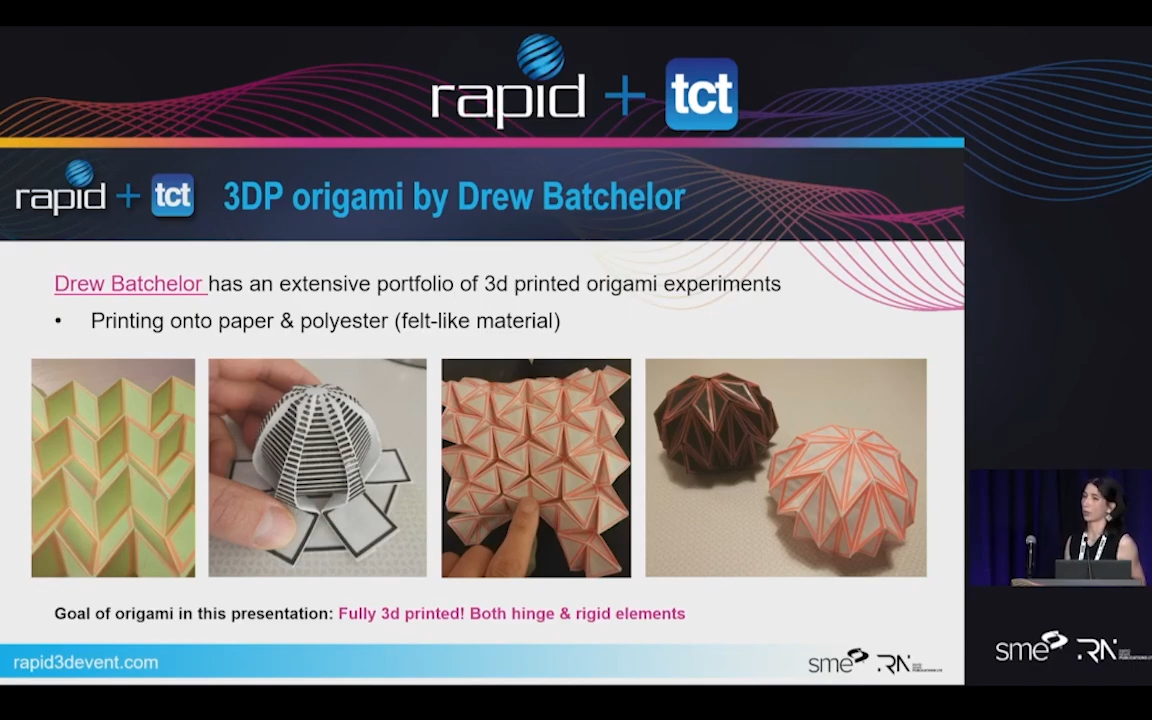 rapid + tct
rapid + tct
3DP origami by Drew Batchelor
Drew Batchelor has an extensive portfolio of 3d printed origami experiments
• Printing onto paper & polyester (felt-like material)
Goal of origami in this presentation: Fully 3d printed! Both hinge & rigid elements
rapid3devent.com
sme
sme